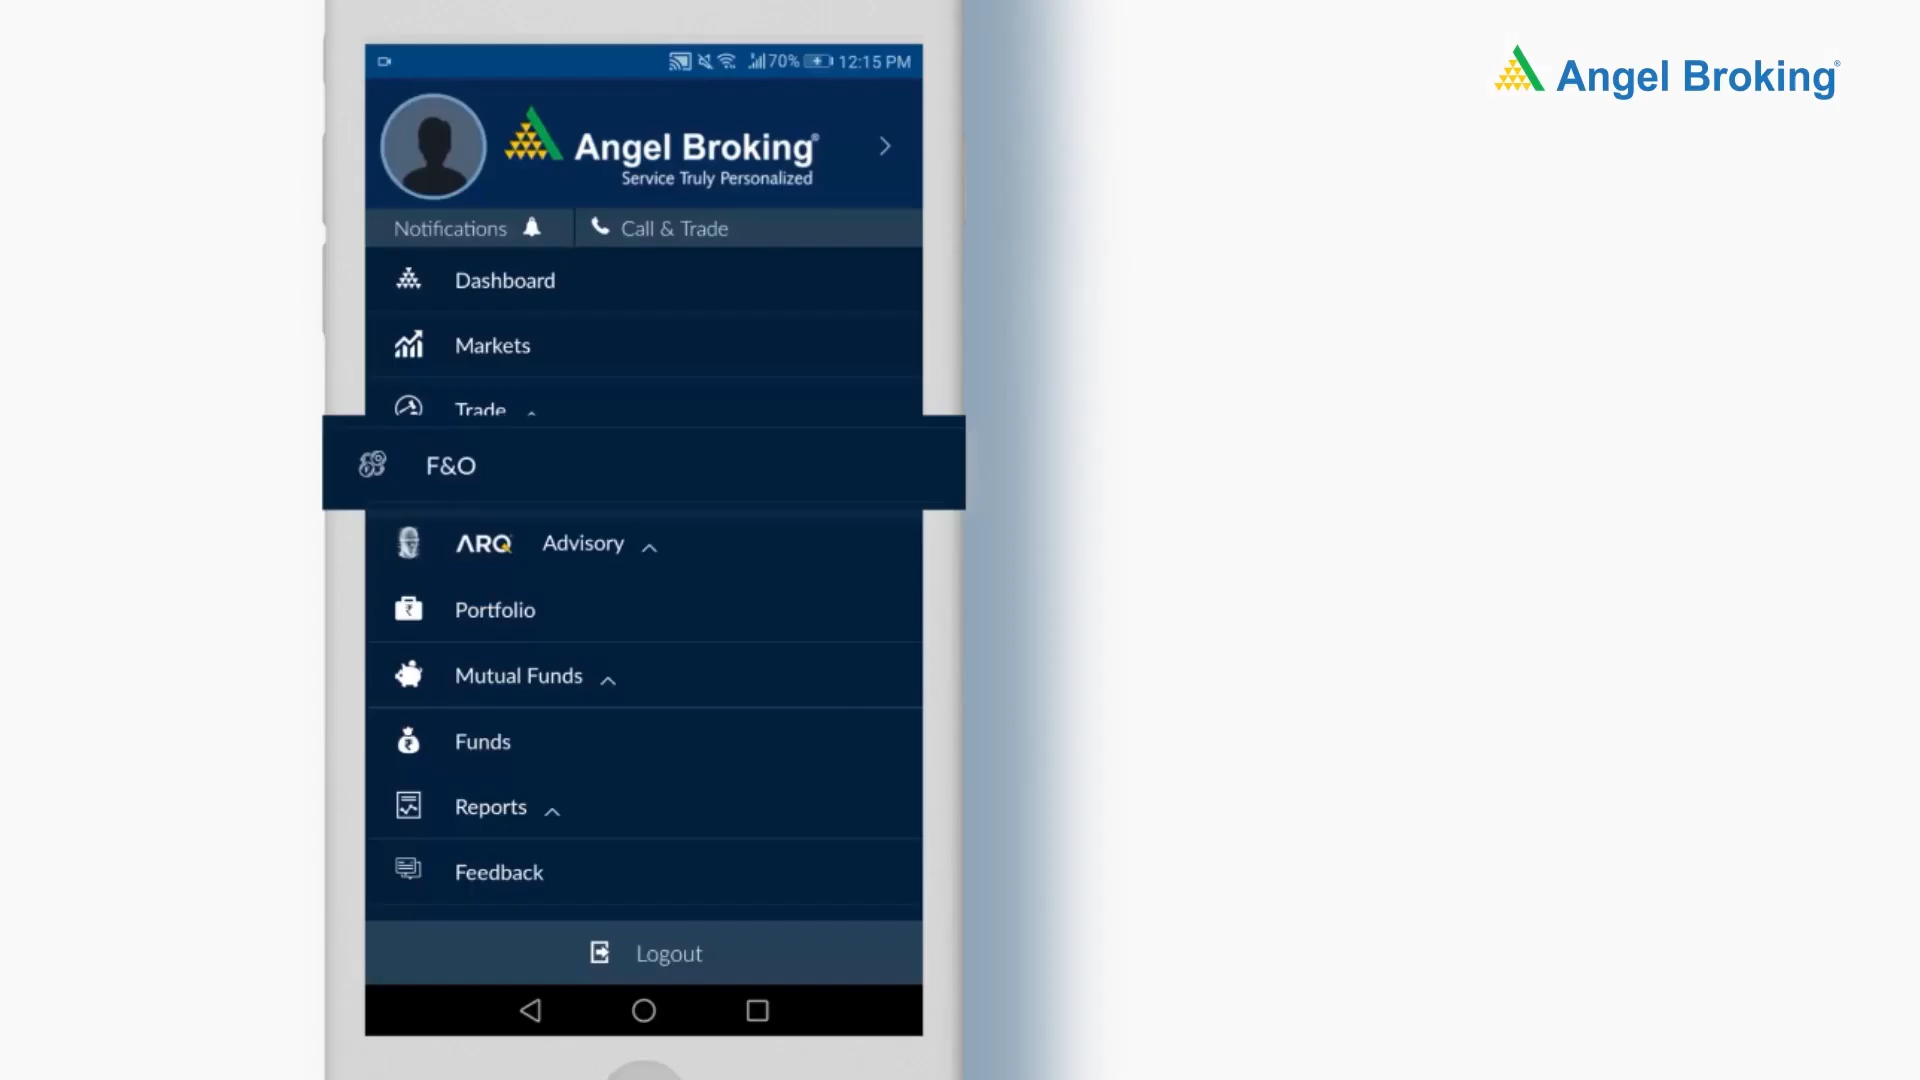 70% 12:15 PM
Angel Broking®
Angel Broking®
Service Truly Personalized
Notifications Call & Trade
Dashboard
Markets
Trade
F&O
ARQ Advisory
Portfolio
Mutual Funds
Funds
Reports
Feedback
Logout